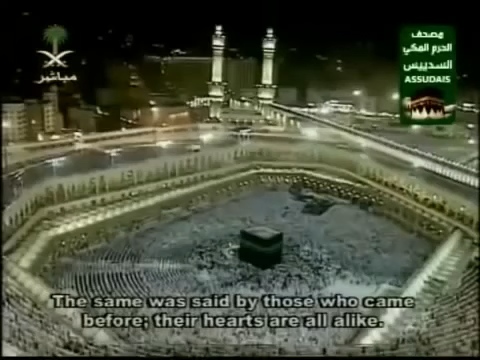 مباشر
مصحف
الحرم المكي
السديس
ASSUDAIS
The same was said by those who came
before; their hearts are all alike.